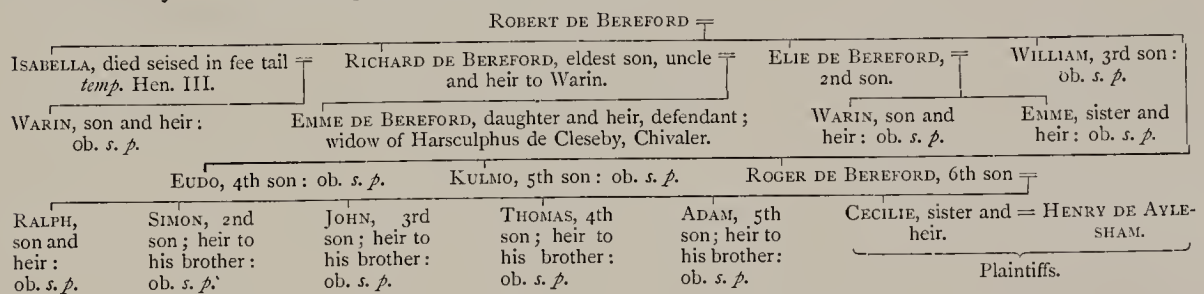 ROBERT DE BEREFORD =
ISABELLA, died seised in fee tail =
temp. Hen. III.
RICHARD DE BEREFORD, eldest son, uncle =
and heir to Warin.
ELIE DE BEREFORD, =
2nd son.
WILLIAM, 3rd son:
ob. s. p.
WARIN, son and heir:
ob. s. p.
EMME DE BEREFORD, daughter and heir, defendant;
widow of Harsculphus de Cleseby, Chivaler.
WARIN, son and
heir: ob. s. p.
EMME, sister and
heir: ob. s. p.
EUDO, 4th son: ob. s. p.
KULMO, 5th son: ob. s. p.
ROGER DE BEREFORD, 6th son =
RALPH,
son and
heir:
ob. s. p.
SIMON, 2nd
son; heir to
his brother:
ob. s. p.
JOHN, 3rd
son; heir to
his brother:
ob. s. p.
THOMAS, 4th
son; heir to
his brother:
ob. s. p.
ADAM, 5th
son; heir to
his brother:
ob. s. p.
CECILIE, sister and = HENRY DE AYLE-
heir. SHAM.
Plaintiffs.